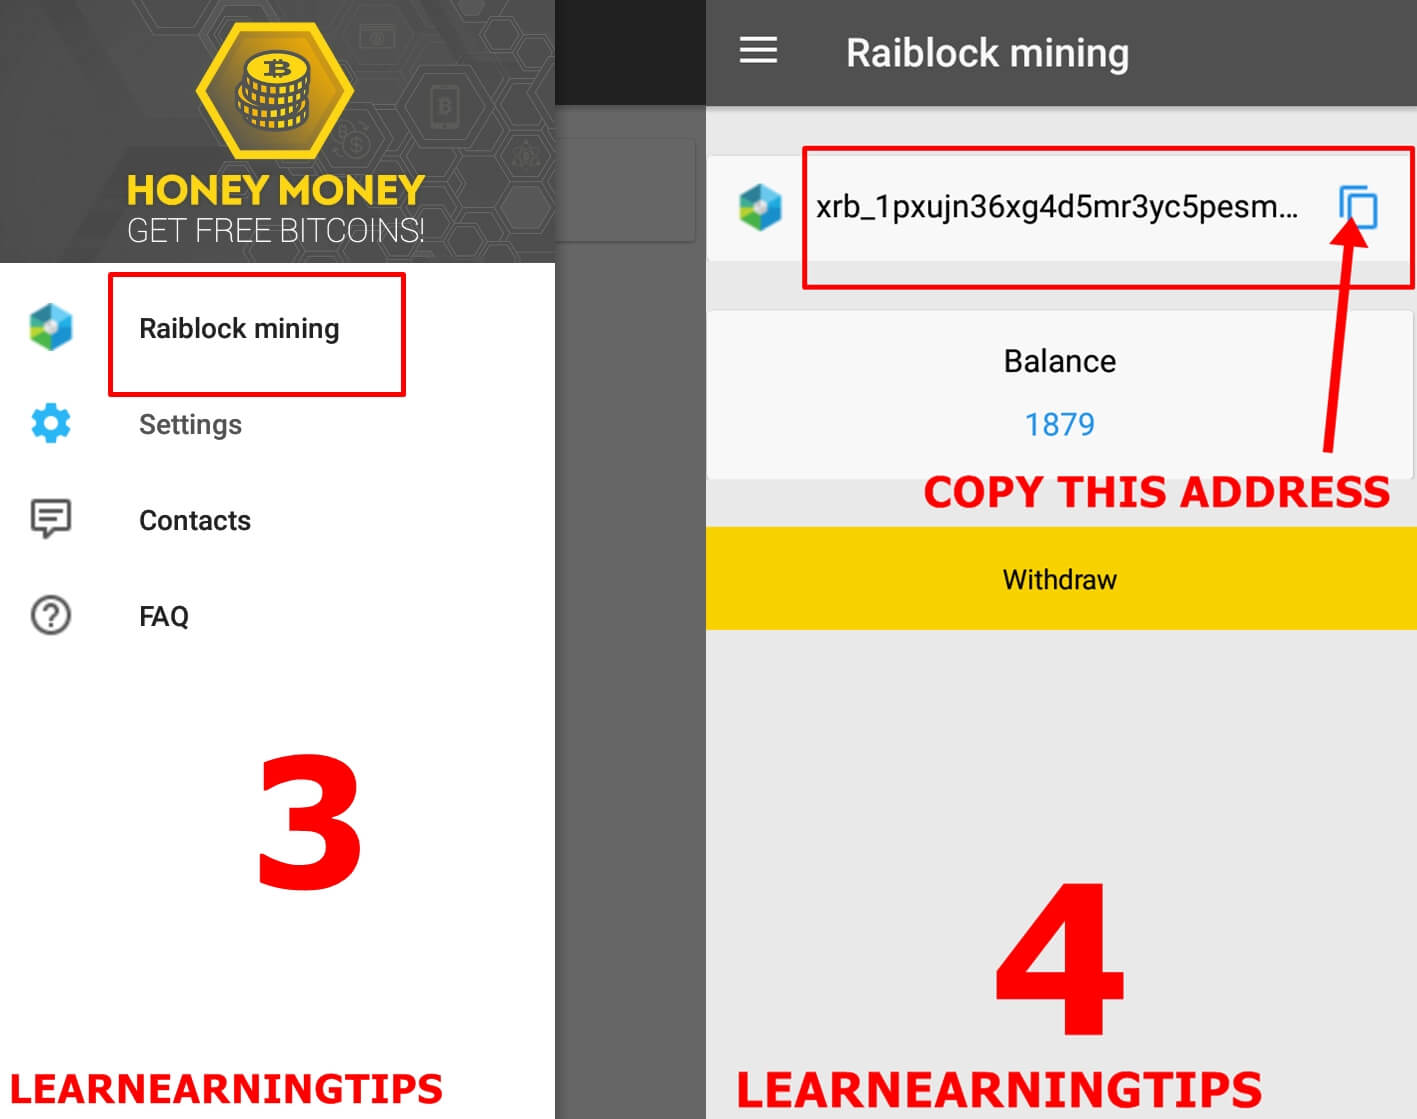 HONEY MONEY
GET FREE BITCOINS!
Raiblock mining
Settings
Contacts
FAQ
3
LEARNEARNINGTIPS
Raiblock mining
xrb_1pxujn36xg4d5mr3yc5pesm...
Balance
1879
COPY THIS ADDRESS
Withdraw
4
LEARNEARNINGTIPS